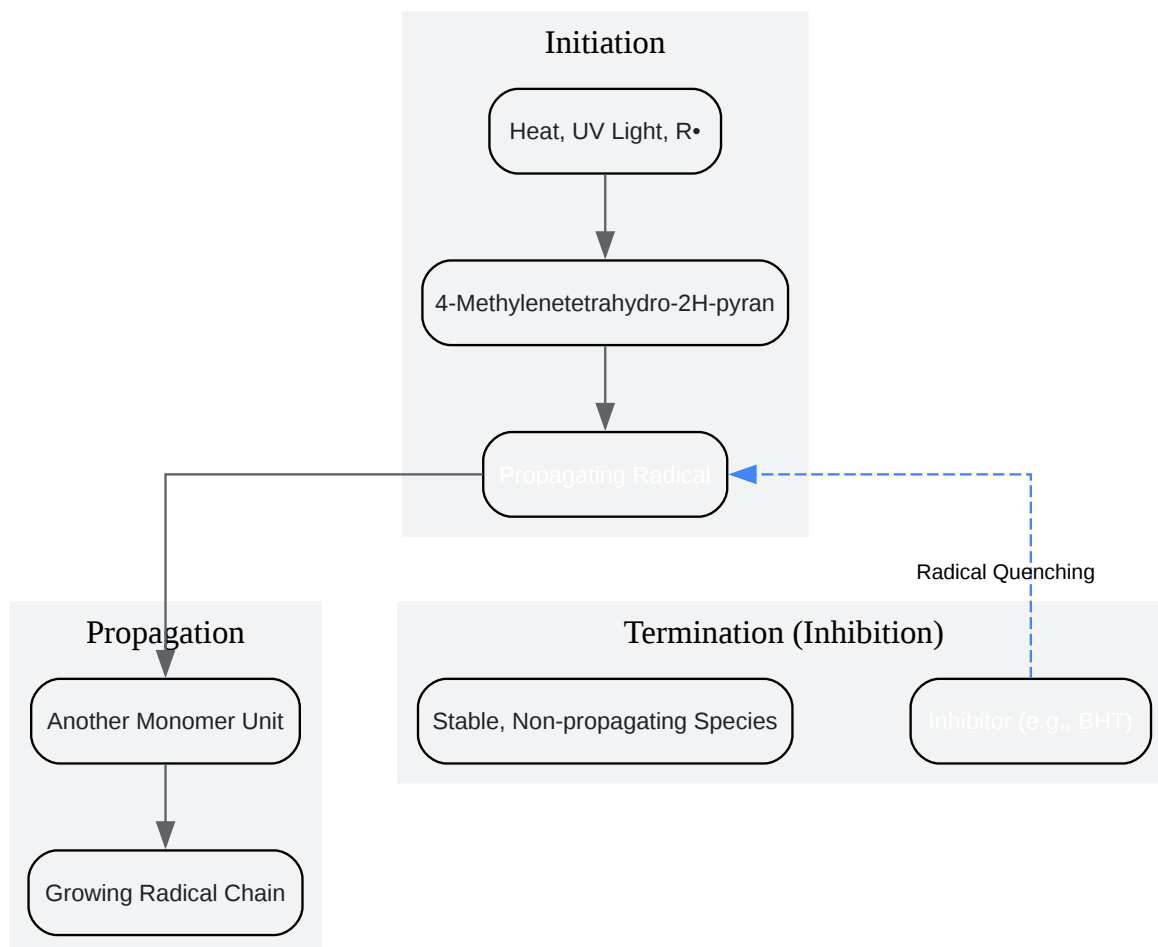 Initiation
Heat, UV Light, R•
4-Methylenetetrahydro-2H-pyran
Propagating Radical
Radical Quenching
Propagation
Another Monomer Unit
Growing Radical Chain
Termination (Inhibition)
Stable, Non-propagating Species
Inhibitor (e.g., BHT)